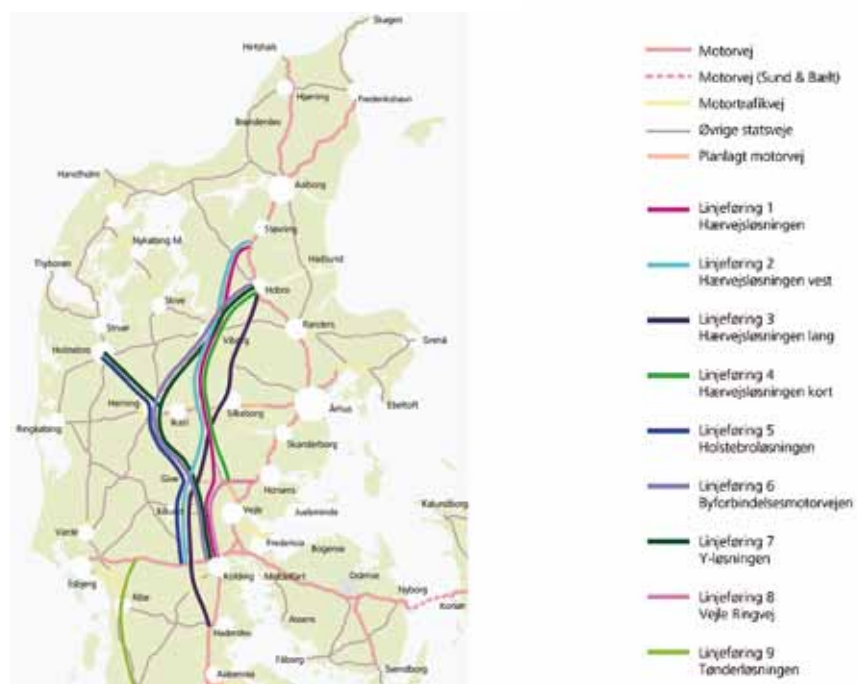 Skagen
Hirtshals
Hjørring
Frederikshavn
Brønderslev
Hanstholm
Aalborg
Støvring
Nykøbing M.
Hadsund
Thyborøn
Skive
Hobro
Struer
Randers
Grenå
Holstebro
Viborg
Herning
Silkeborg
Århus
Ebeltoft
Ikast
Ringkøbing
Skanderborg
Give
Horsens
Billund
Vejle
Juelsminde
Kalundborg
Varde
Fredericia
Bogense
Esbjerg
Kolding
Middelfart
Odense
Nyborg
Korsør
Ribe
Haderslev
Assens
Fåborg
Svendborg
Aabenraa
Motorvej
Motorvej (Sund & Bælt)
Motortrafikvej
Øvrige statsveje
Planlagt motorvej
Linjeføring 1
Hærvejsløsningen
Linjeføring 2
Hærvejsløsningen vest
Linjeføring 3
Hærvejsløsningen lang
Linjeføring 4
Hærvejsløsningen kort
Linjeføring 5
Holstebroløsningen
Linjeføring 6
Byforbindelsesmotorvejen
Linjeføring 7
Y-løsningen
Linjeføring 8
Vejle Ringvej
Linjeføring 9
Tønderløsningen